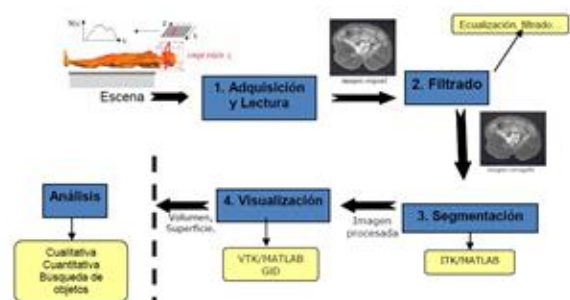 Escena
1. Adquisición
y Lectura
2. Filtrado
Ecualización, filtrado...
3. Segmentación
ITK/MATLAB
Imagen
procesada
4. Visualización
VTK/MATLAB
GID
Volumen,
Superficie.
Análisis
Cualitativa
Cuantitativa
Búsqueda de
objetos